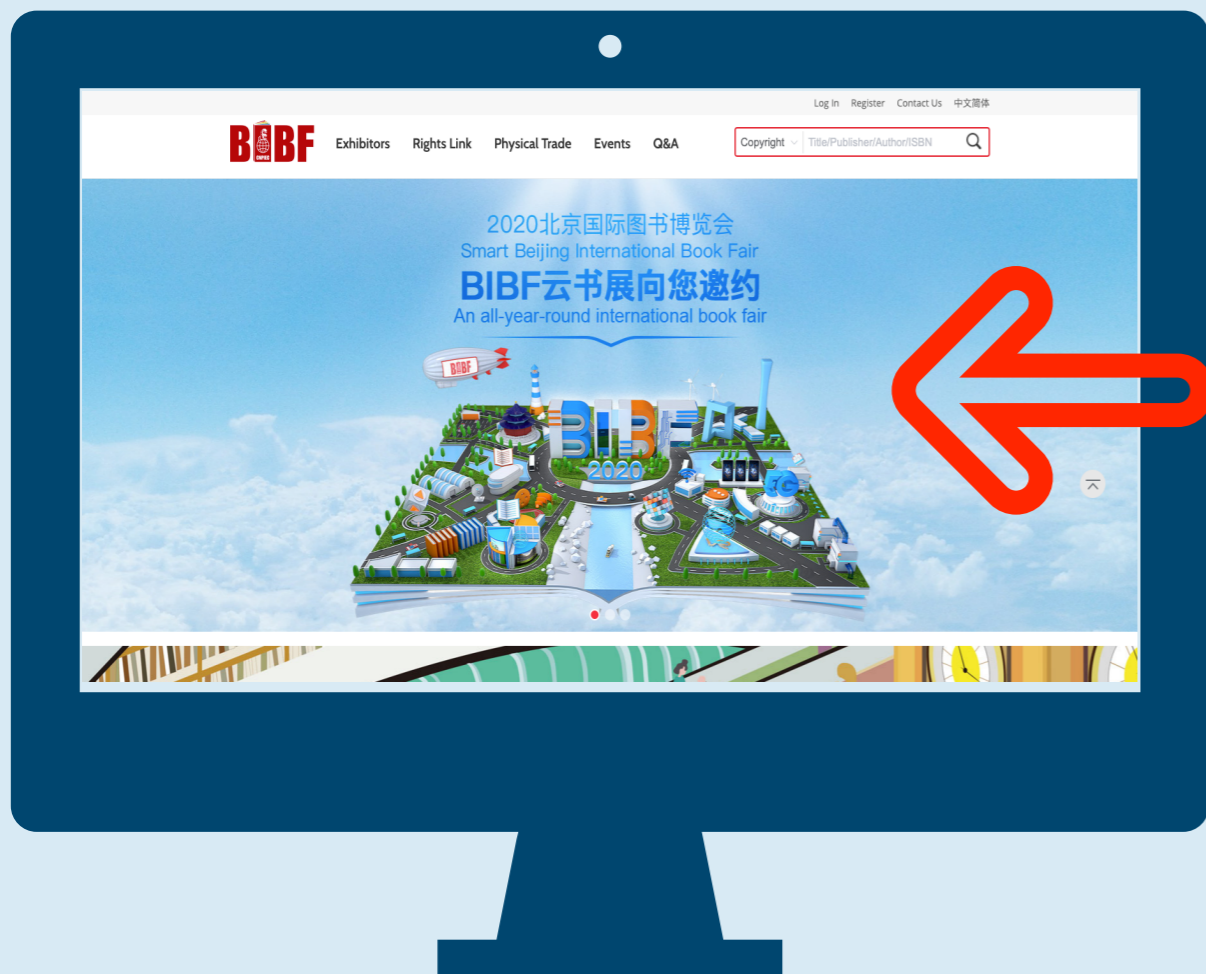 Log In Register Contact Us 中文简体
BIBF
CNPIEC
Exhibitors Rights Link Physical Trade Events Q&A
Copyright Title/Publisher/Author/ISBN
2020北京国际图书博览会
Smart Beijing International Book Fair
BIBF云书展向您邀约
An all-year-round international book fair
BIBF
BIBF
2020
5G